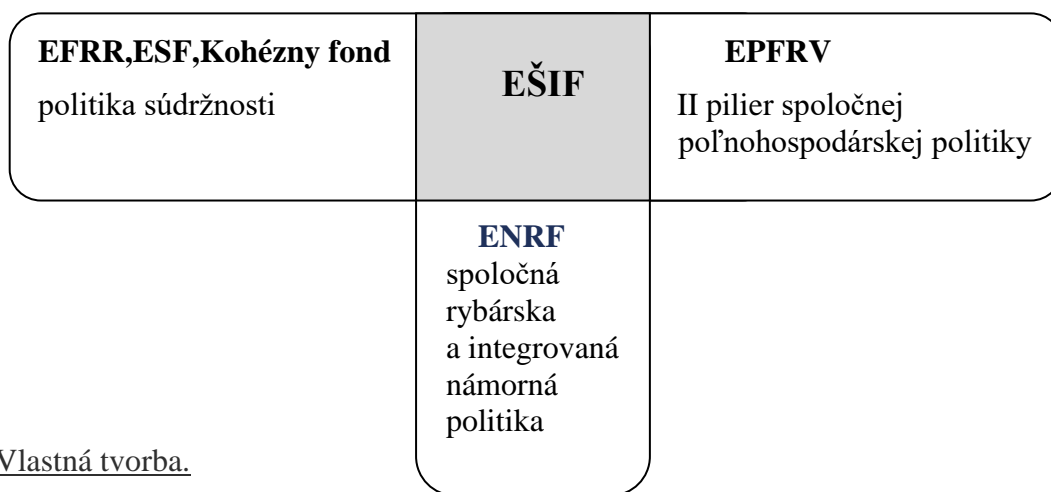 EFRR,ESF,Kohézny fond
politika súdržnosti
EŠIF
EPFRV
II pilier spoločnej
poľnohospodárskej politiky
ENRF
spoločná
rybárska
a integrovaná
námorná
politika
Vlastná tvorba.